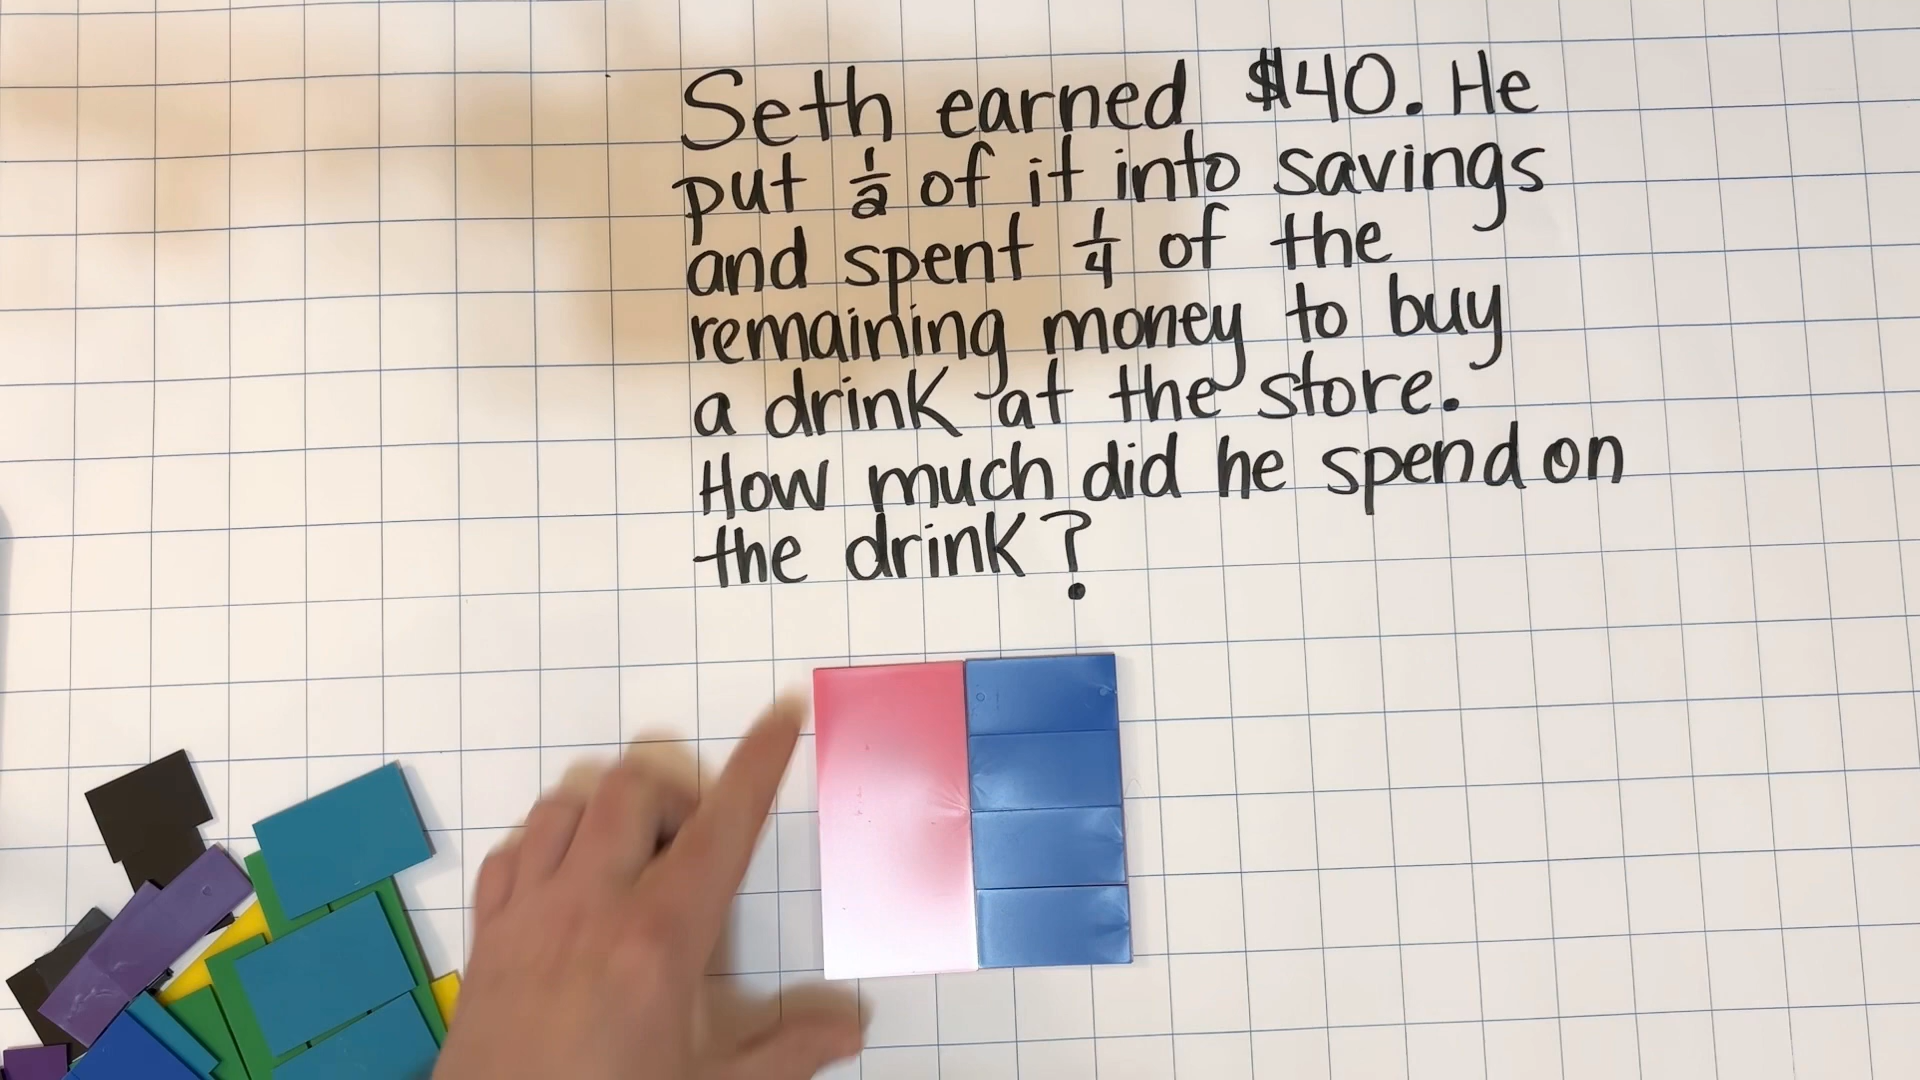 Seth earned $40. He
put 1/2 of it into savings
and spent 1/4 of the
remaining money to buy
a drink at the store.
How much did he spend on
the drink?